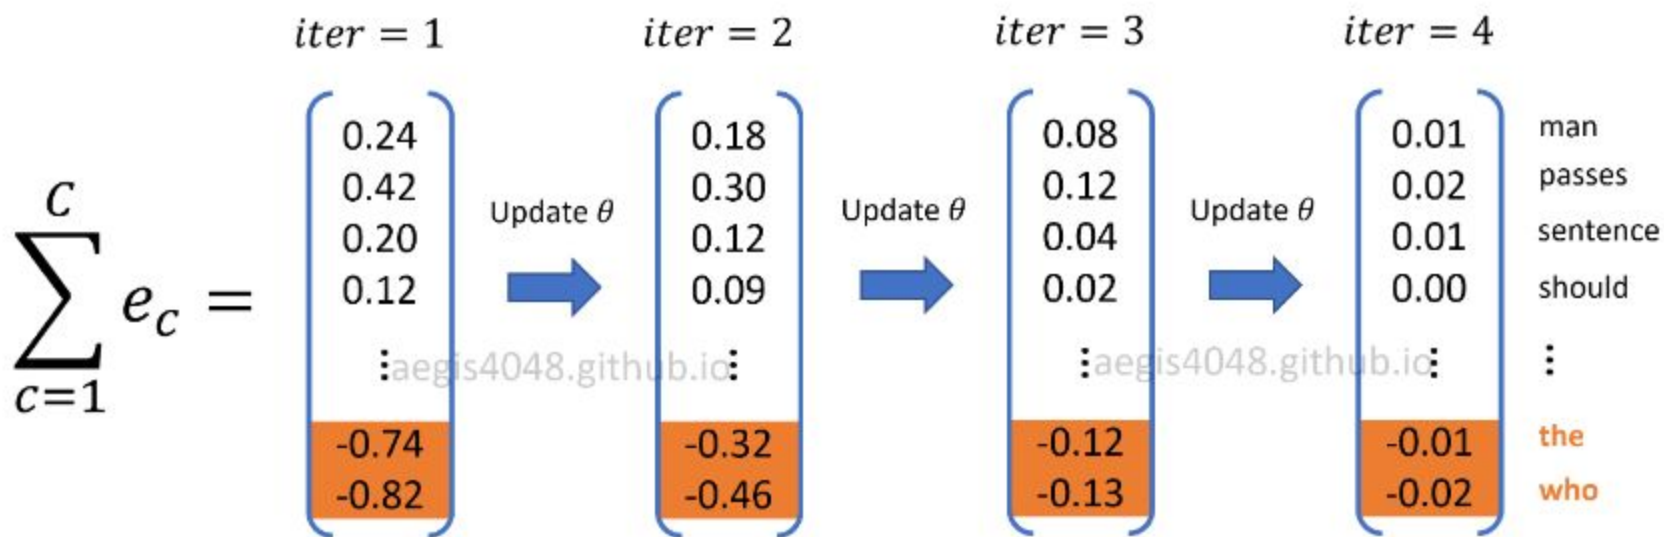 iter = 1
iter = 2
iter = 3
iter = 4
C
∑ e_c =
c=1
0.24
0.42
0.20
0.12
⋮
-0.74
-0.82
Update θ
0.18
0.30
0.12
0.09
⋮
-0.32
-0.46
Update θ
0.08
0.12
0.04
0.02
⋮
-0.12
-0.13
Update θ
0.01
0.02
0.01
0.00
⋮
-0.01
-0.02
man
passes
sentence
should
⋮
the
who
aegis4048.github.io
aegis4048.github.io